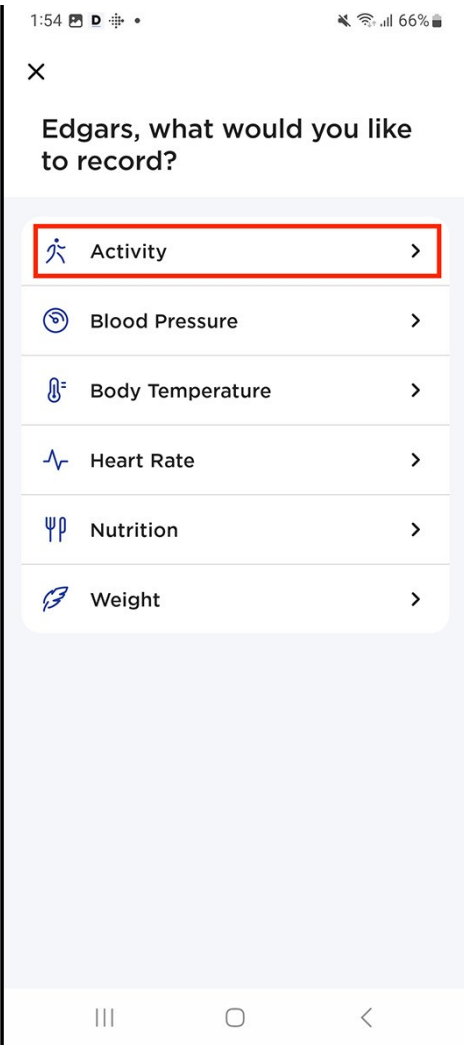 1:54 D 66%
Edgars, what would you like
to record?
Activity
Blood Pressure
Body Temperature
Heart Rate
Nutrition
Weight